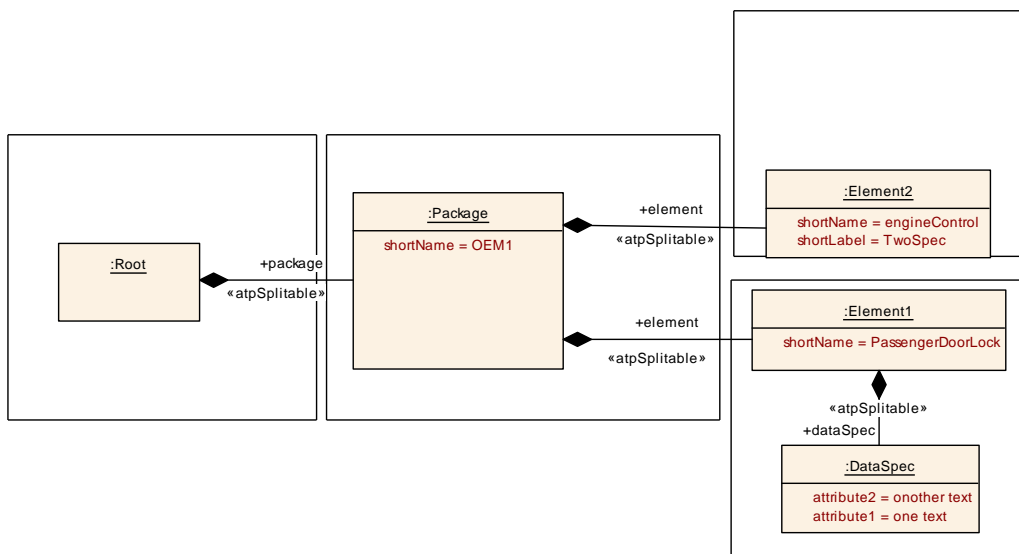 :Root
+package
«atpSplitable»
:Package
shortName = OEM1
+element
«atpSplitable»
+element
«atpSplitable»
:Element2
shortName = engineControl
shortLabel = TwoSpec
:Element1
shortName = PassengerDoorLock
«atpSplitable»
+dataSpec
:DataSpec
attribute2 = onother text
attribute1 = one text